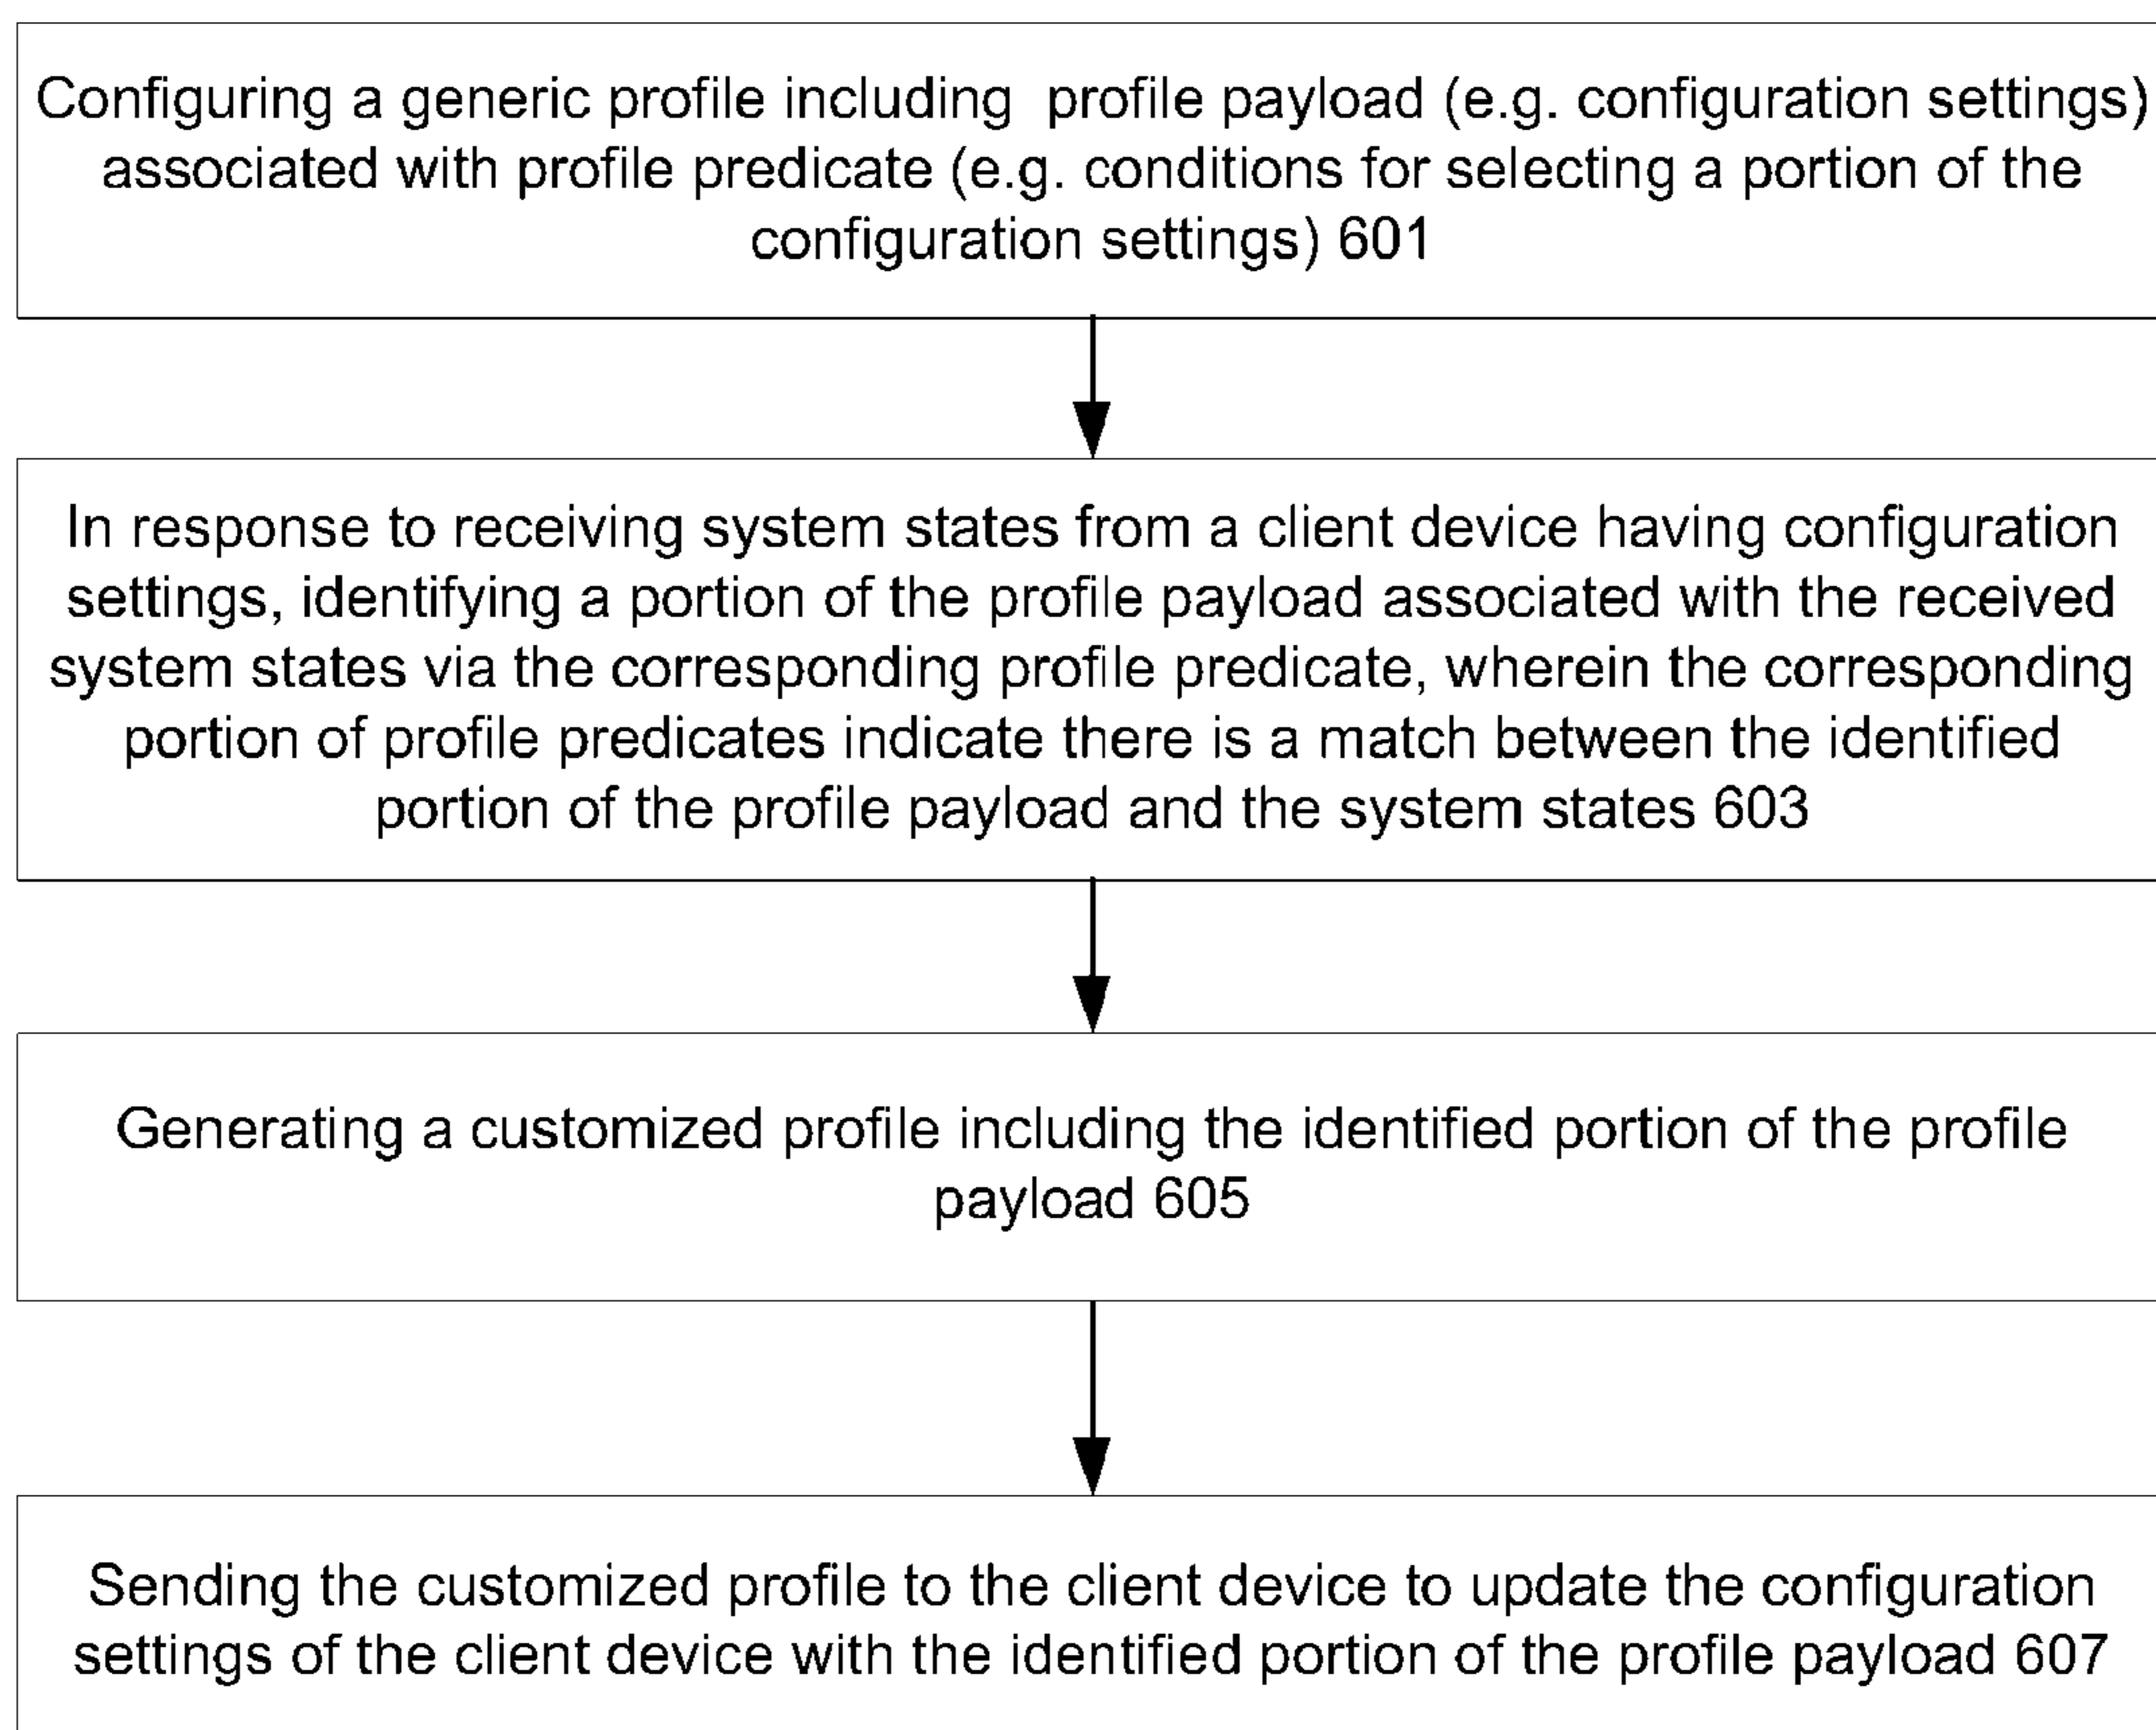 Configuring a generic profile including profile payload (e.g. configuration settings)
associated with profile predicate (e.g. conditions for selecting a portion of the
configuration settings) 601
In response to receiving system states from a client device having configuration
settings, identifying a portion of the profile payload associated with the received
system states via the corresponding profile predicate, wherein the corresponding
portion of profile predicates indicate there is a match between the identified
portion of the profile payload and the system states 603
Generating a customized profile including the identified portion of the profile
payload 605
Sending the customized profile to the client device to update the configuration
settings of the client device with the identified portion of the profile payload 607